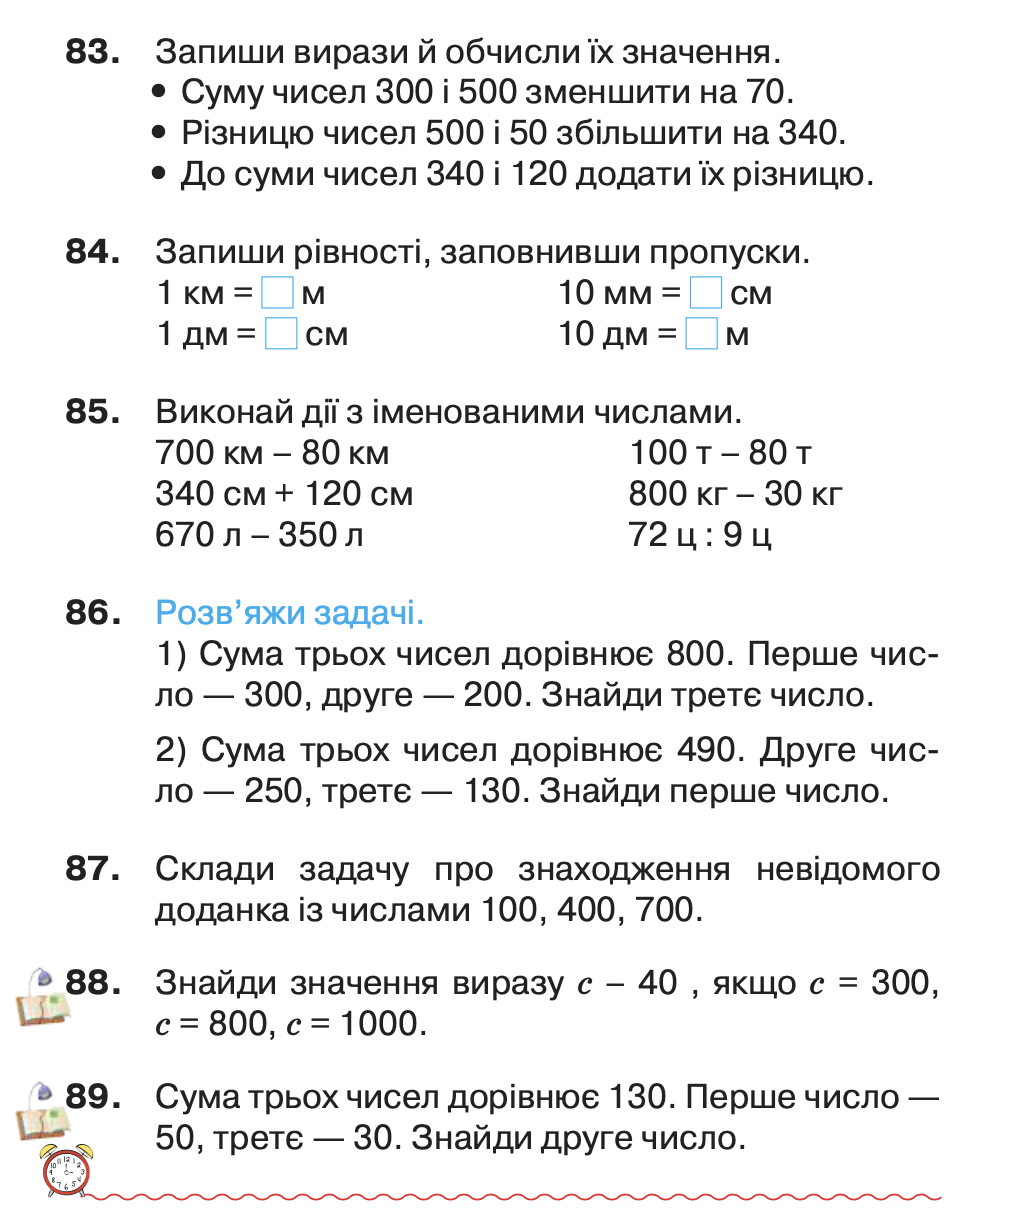 83. Запиши вирази й обчисли їх значення.
• Суму чисел 300 і 500 зменшити на 70.
• Різницю чисел 500 і 50 збільшити на 340.
• До суми чисел 340 і 120 додати їх різницю.
84. Запиши рівності, заповнивши пропуски.
1 км = □ м 10 мм = □ см
1 дм = □ см 10 дм = □ м
85. Виконай дії з іменованими числами.
700 км – 80 км 100 т – 80 т
340 см + 120 см 800 кг – 30 кг
670 л – 350 л 72 ц : 9 ц
86. Розв’яжи задачі.
1) Сума трьох чисел дорівнює 800. Перше чис-
ло — 300, друге — 200. Знайди третє число.
2) Сума трьох чисел дорівнює 490. Друге чис-
ло — 250, третє — 130. Знайди перше число.
87. Склади задачу про знаходження невідомого
доданка із числами 100, 400, 700.
88. Знайди значення виразу c – 40 , якщо c = 300,
c = 800, c = 1000.
89. Сума трьох чисел дорівнює 130. Перше число —
50, третє — 30. Знайди друге число.